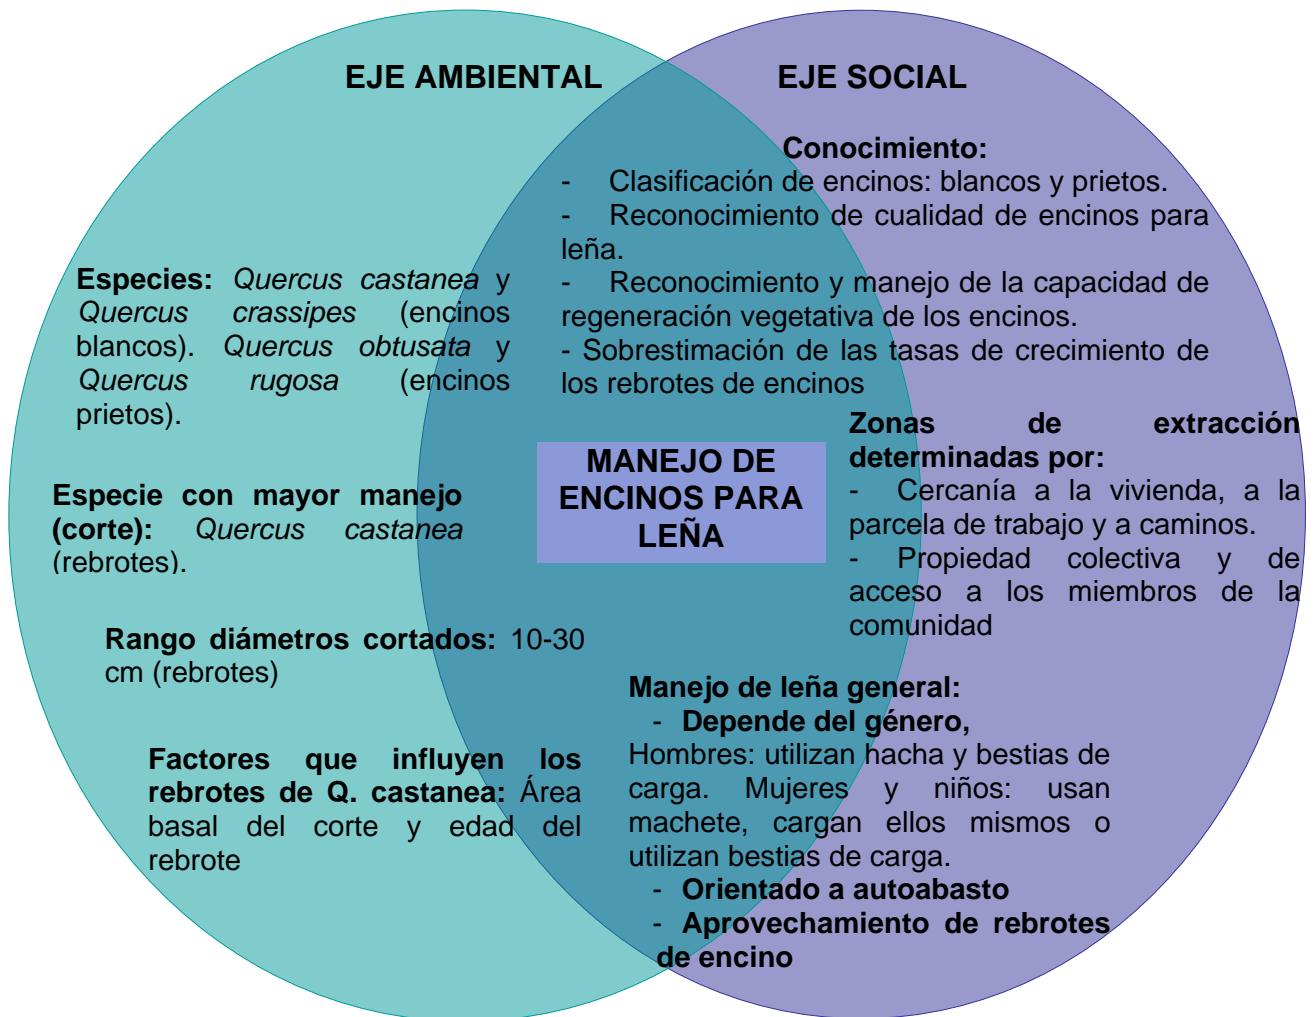 EJE AMBIENTAL
EJE SOCIAL
Conocimiento:
- Clasificación de encinos: blancos y prietos.
- Reconocimiento de cualidad de encinos para
leña.
- Reconocimiento y manejo de la capacidad de
regeneración vegetativa de los encinos.
- Sobrestimación de las tasas de crecimiento de
los rebrotes de encinos
Especies: Quercus castanea y
Quercus crassipes (encinos
blancos). Quercus obtusata y
Quercus rugosa (encinos
prietos).
Especie con mayor manejo
(corte): Quercus castanea
(rebrotes).
Rango diámetros cortados: 10-30
cm (rebrotes)
Factores que influyen los
rebrotes de Q. castanea: Área
basal del corte y edad del
rebrote
MANEJO DE
ENCINOS PARA
LEÑA
Zonas de extracción
determinadas por:
- Cercanía a la vivienda, a la
parcela de trabajo y a caminos.
- Propiedad colectiva y de
acceso a los miembros de la
comunidad
Manejo de leña general:
- Depende del género,
Hombres: utilizan hacha y bestias de
carga. Mujeres y niños: usan
machete, cargan ellos mismos o
utilizan bestias de carga.
- Orientado a autoabasto
- Aprovechamiento de rebrotes
de encino